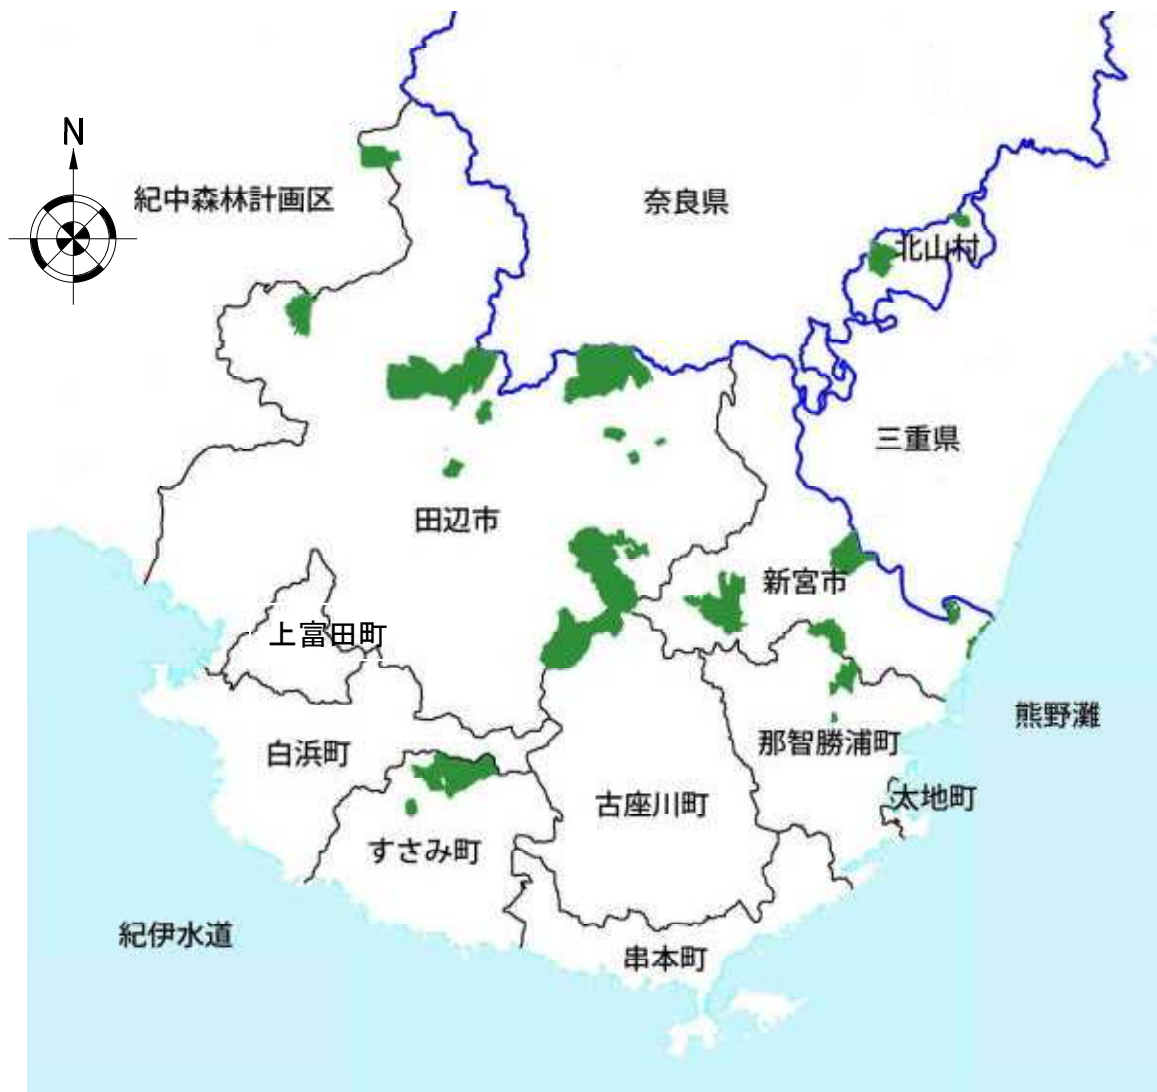 N
紀中森林計画区
奈良県
北山村
三重県
田辺市
新宮市
上富田町
熊野灘
那智勝浦町
白浜町
太地町
古座川町
すさみ町
紀伊水道
串本町